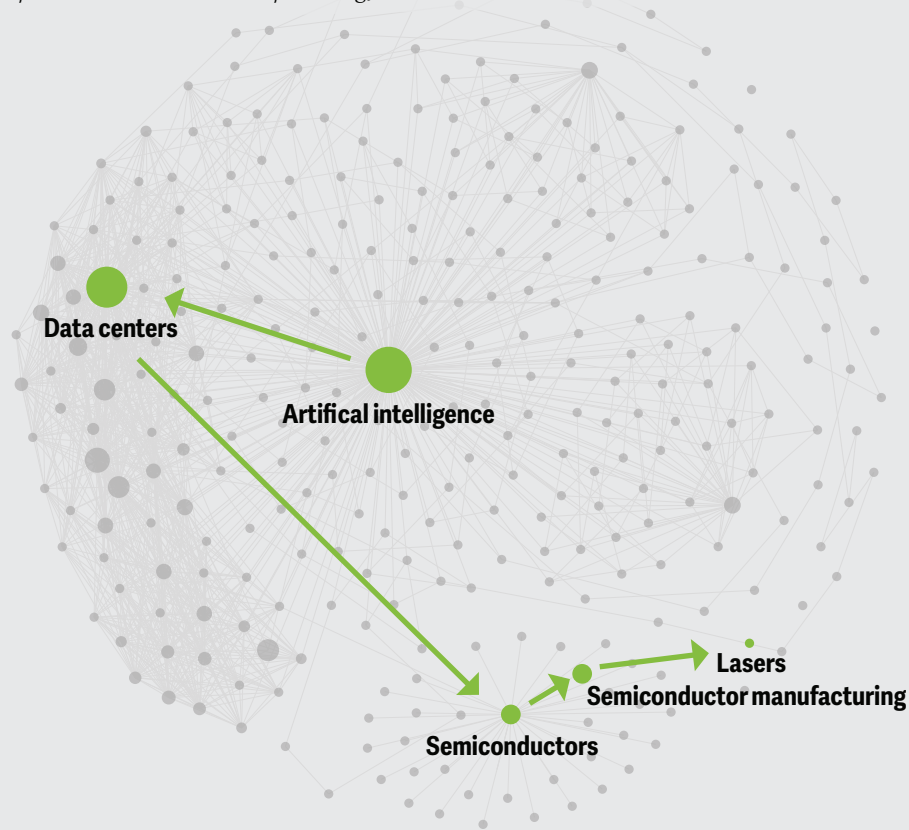 Data centers
Artifical intelligence
Lasers
Semiconductor manufacturing
Semiconductors